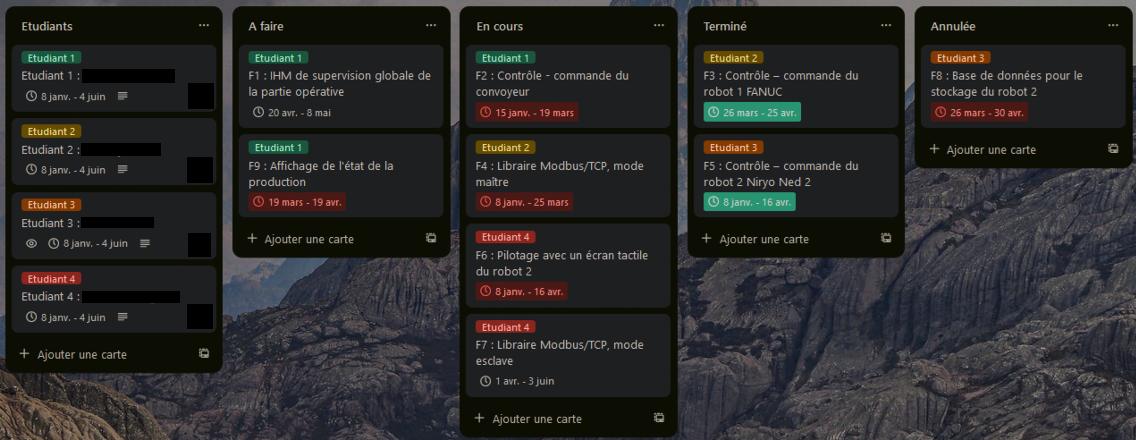 Etudiants
Etudiant 1
Etudiant 1 :
8 janv. - 4 juin
Etudiant 2
Etudiant 2 :
8 janv. - 4 juin
Etudiant 3
Etudiant 3 :
8 janv. - 4 juin
Etudiant 4
Etudiant 4 :
8 janv. - 4 juin
+ Ajouter une carte
A faire
Etudiant 1
F1 : IHM de supervision globale de
la partie opérative
20 avr. - 8 mai
Etudiant 1
F9 : Affichage de l'état de la
production
19 mars - 19 avr.
+ Ajouter une carte
En cours
Etudiant 1
F2 : Contrôle - commande du
convoyeur
15 janv. - 19 mars
Etudiant 2
F4 : Libraire Modbus/TCP, mode
maître
8 janv. - 25 mars
Etudiant 4
F6 : Pilotage avec un écran tactile
du robot 2
8 janv. - 16 avr.
Etudiant 4
F7 : Libraire Modbus/TCP, mode
esclave
1 avr. - 3 juin
+ Ajouter une carte
Terminé
Etudiant 2
F3 : Contrôle – commande du
robot 1 FANUC
26 mars - 25 avr.
Etudiant 3
F5 : Contrôle – commande du
robot 2 Niryo Ned 2
8 janv. - 16 avr.
+ Ajouter une carte
Annulée
Etudiant 3
F8 : Base de données pour le
stockage du robot 2
26 mars - 30 avr.
+ Ajouter une carte